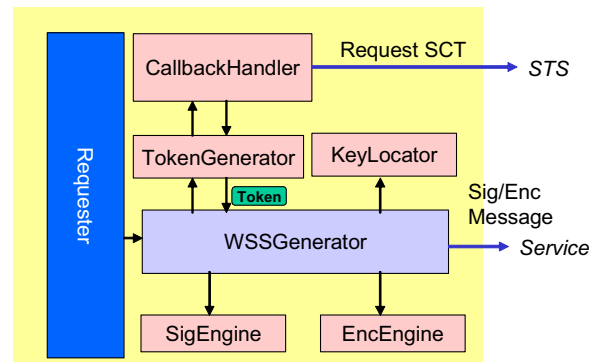 Request SCT
CallbackHandler
STS
TokenGenerator
KeyLocator
Requester
Token
Sig/Enc
Message
WSSGenerator
Service
SigEngine
EncEngine